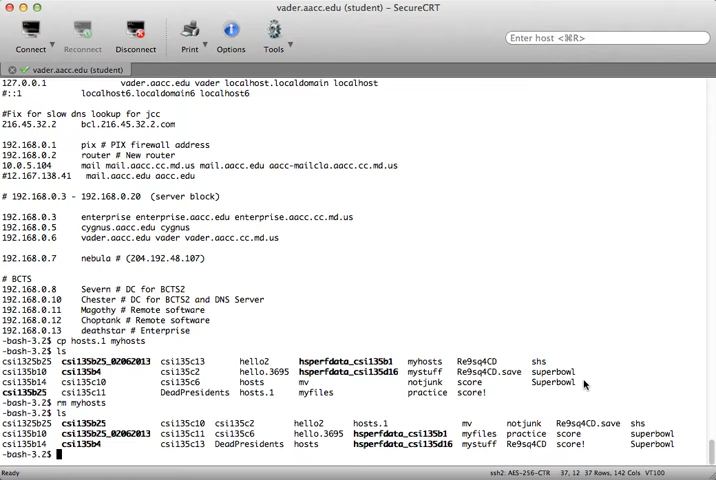 vader.aacc.edu (student) - SecureCRT
Connect Reconnect Disconnect Print Options Tools Enter host <⌘R>
vader.aacc.edu (student)
127.0.0.1 vader.aacc.edu vader localhost.localdomain localhost
#::1 localhost6.localdomain6 localhost6
#Fix for slow dns lookup for jcc
216.45.32.2 bcl.216.45.32.2.com
192.168.0.1 pix # PIX firewall address
192.168.0.2 router # New router
10.0.5.104 mail mail.aacc.cc.md.us mail.aacc.edu aacc-mailcla.aacc.cc.md.us
#12.167.138.41 aacc.edu aacc.edu
# 192.168.0.3 - 192.168.0.20 (server block)
192.168.0.3 enterprise enterprise.aacc.edu enterprise.aacc.cc.md.us
192.168.0.5 cygnus.aacc.edu cygnus
192.168.0.6 vader.aacc.edu vader vader.aacc.cc.md.us
192.168.0.7 nebula # (204.192.48.107)
# BCTS
192.168.0.8 Severn # DC for BCTS2
192.168.0.10 Chester # DC for BCTS2 and DNS Server
192.168.0.11 Magothy # Remote software
192.168.0.12 Choptank # Remote software
192.168.0.13 deathstar # Enterprise
-bash-3.2$ cp hosts.1 myhosts
-bash-3.2$ ls
csi1325b25 csi135b25_02062013 csi135c13 hello2 hsperfdata_csi135b1 myhosts Re9sq4CD shs
csi135b10 csi135b4 csi135c2 hello.3695 hsperfdata_csi135d16 mystuff Re9sq4CD.save superbowl
csi135b14 csi135c10 csi135c6 hosts mv notjunk score Superbowl
csi135b25 csi135c11 DeadPresidents hosts.1 myfiles practice score!
-bash-3.2$ rm myhosts
-bash-3.2$ ls
csi1325b25 csi135b25 csi135c10 csi135c2 hello2 hosts.1 mv notjunk Re9sq4CD.save shs
csi135b10 csi135b25_02062013 csi135c11 csi135c6 hello.3695 hsperfdata_csi135b1 myfiles practice score superbowl
csi135b14 csi135b4 csi135c13 DeadPresidents hosts hsperfdata_csi135d16 mystuff Re9sq4CD score! Superbowl
-bash-3.2$
Ready ssh2: AES-256-CTR 37, 12 37 Rows, 142 Cols VT100